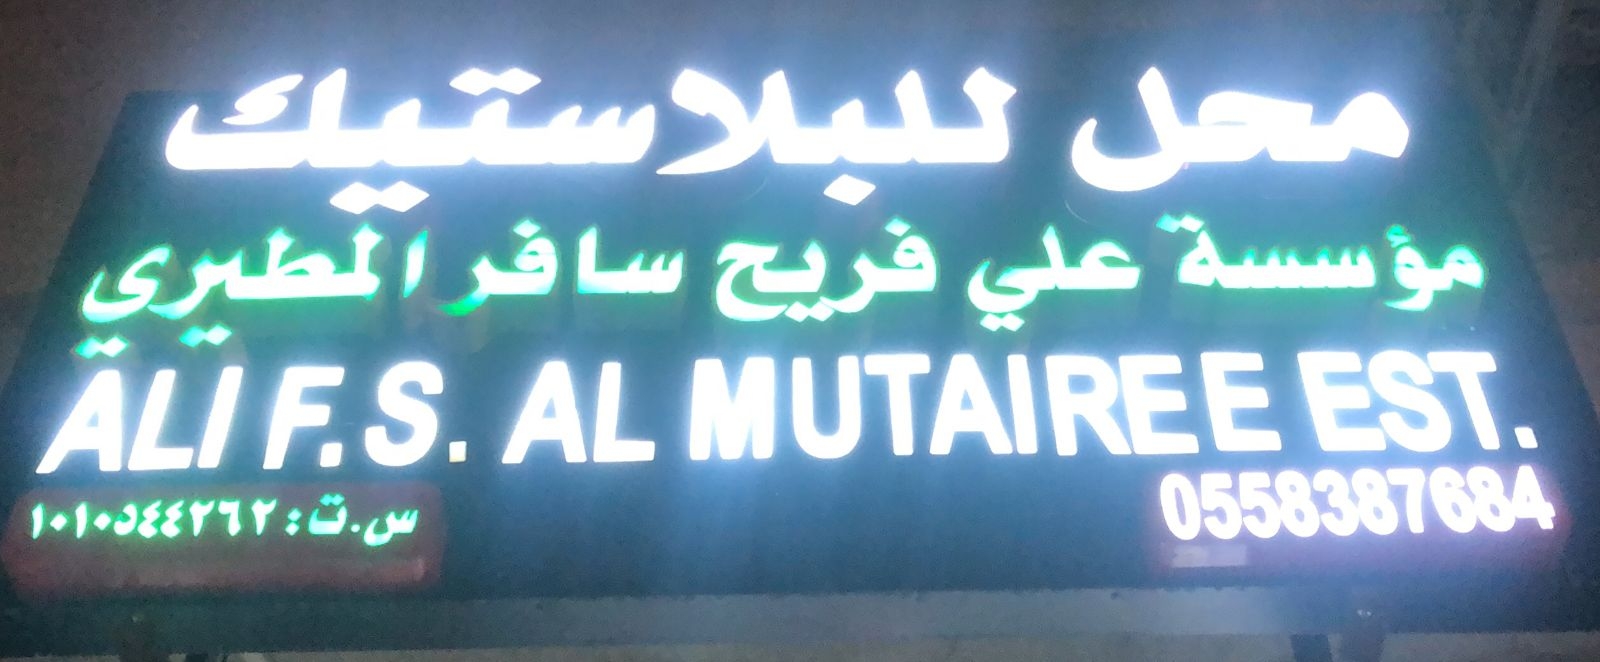 محل للبلاستيك
مؤسسة علي فريح سافر المطيري
ALI F.S. AL MUTAIREE EST.
س.ت: ١٠١٠٥٤٤٢٦٢
0558387684